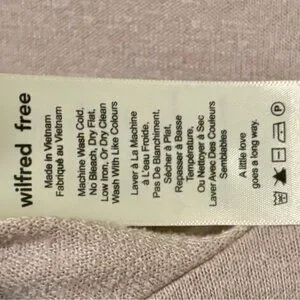 wilfred free
Made in Vietnam
Fabriqué au Vietnam
Machine Wash Cold,
No Bleach, Dry Flat,
Low Iron, Or Dry Clean
Wash With Like Colours
Laver À La Machine
à L'eau Froide,
Pas De Blanchiment,
Sécher à Plat,
Repasser à Basse
Température,
Ou Nettoyer à Sec
Laver Avec Des Couleurs
Semblables
A little love
goes a long way.
P